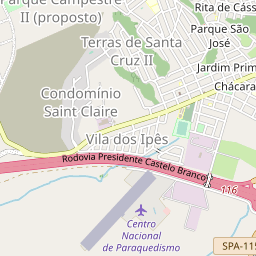 Parque Campestre
II (proposto)
Rita de Cáss
Terras de Santa
Cruz II
Parque São
José
Jardim Prim
Condomínio
Saint Claire
Chácara
Vila dos Ipês
Rodovia Presidente Castelo Branco
116
Centro
Nacional
de Paraquedismo
SPA-115